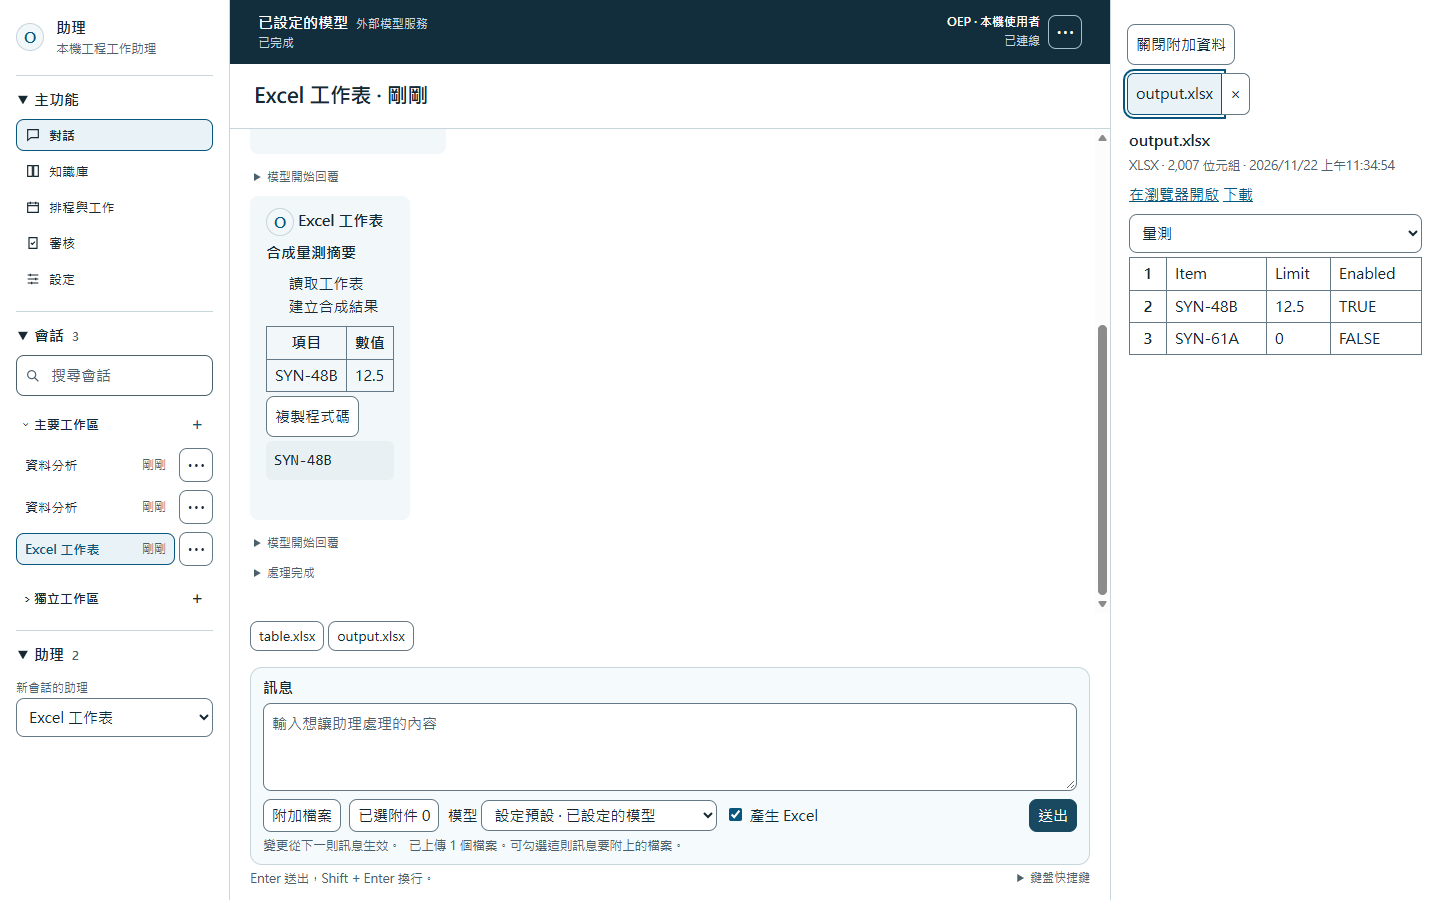 O
助理
本機工程工作助理
▼ 主功能
對話
知識庫
排程與工作
審核
設定
▼ 會話 3
搜尋會話
主要工作區 +
資料分析 剛剛 ...
資料分析 剛剛 ...
Excel 工作表 剛剛 ...
獨立工作區 +
▼ 助理 2
新會話的助理
Excel 工作表
已設定的模型 外部模型服務
已完成
OEP · 本機使用者
已連線
...
Excel 工作表 · 剛剛
▶ 模型開始回覆
O Excel 工作表
合成量測摘要
讀取工作表
建立合成結果
項目 數值
SYN-48B 12.5
複製程式碼
SYN-48B
▶ 模型開始回覆
▶ 處理完成
table.xlsx output.xlsx
訊息
輸入想讓助理處理的內容
附加檔案 已選附件 0 模型 設定預設 · 已設定的模型 產生 Excel 送出
變更從下一則訊息生效。 已上傳 1 個檔案。可勾選這則訊息要附上的檔案。
Enter 送出，Shift + Enter 換行。
▶ 鍵盤快捷鍵
關閉附加資料
output.xlsx ×
output.xlsx
XLSX · 2,007 位元組 · 2026/11/22 上午11:34:54
在瀏覽器開啟 下載
量測
1 Item Limit Enabled
2 SYN-48B 12.5 TRUE
3 SYN-61A 0 FALSE